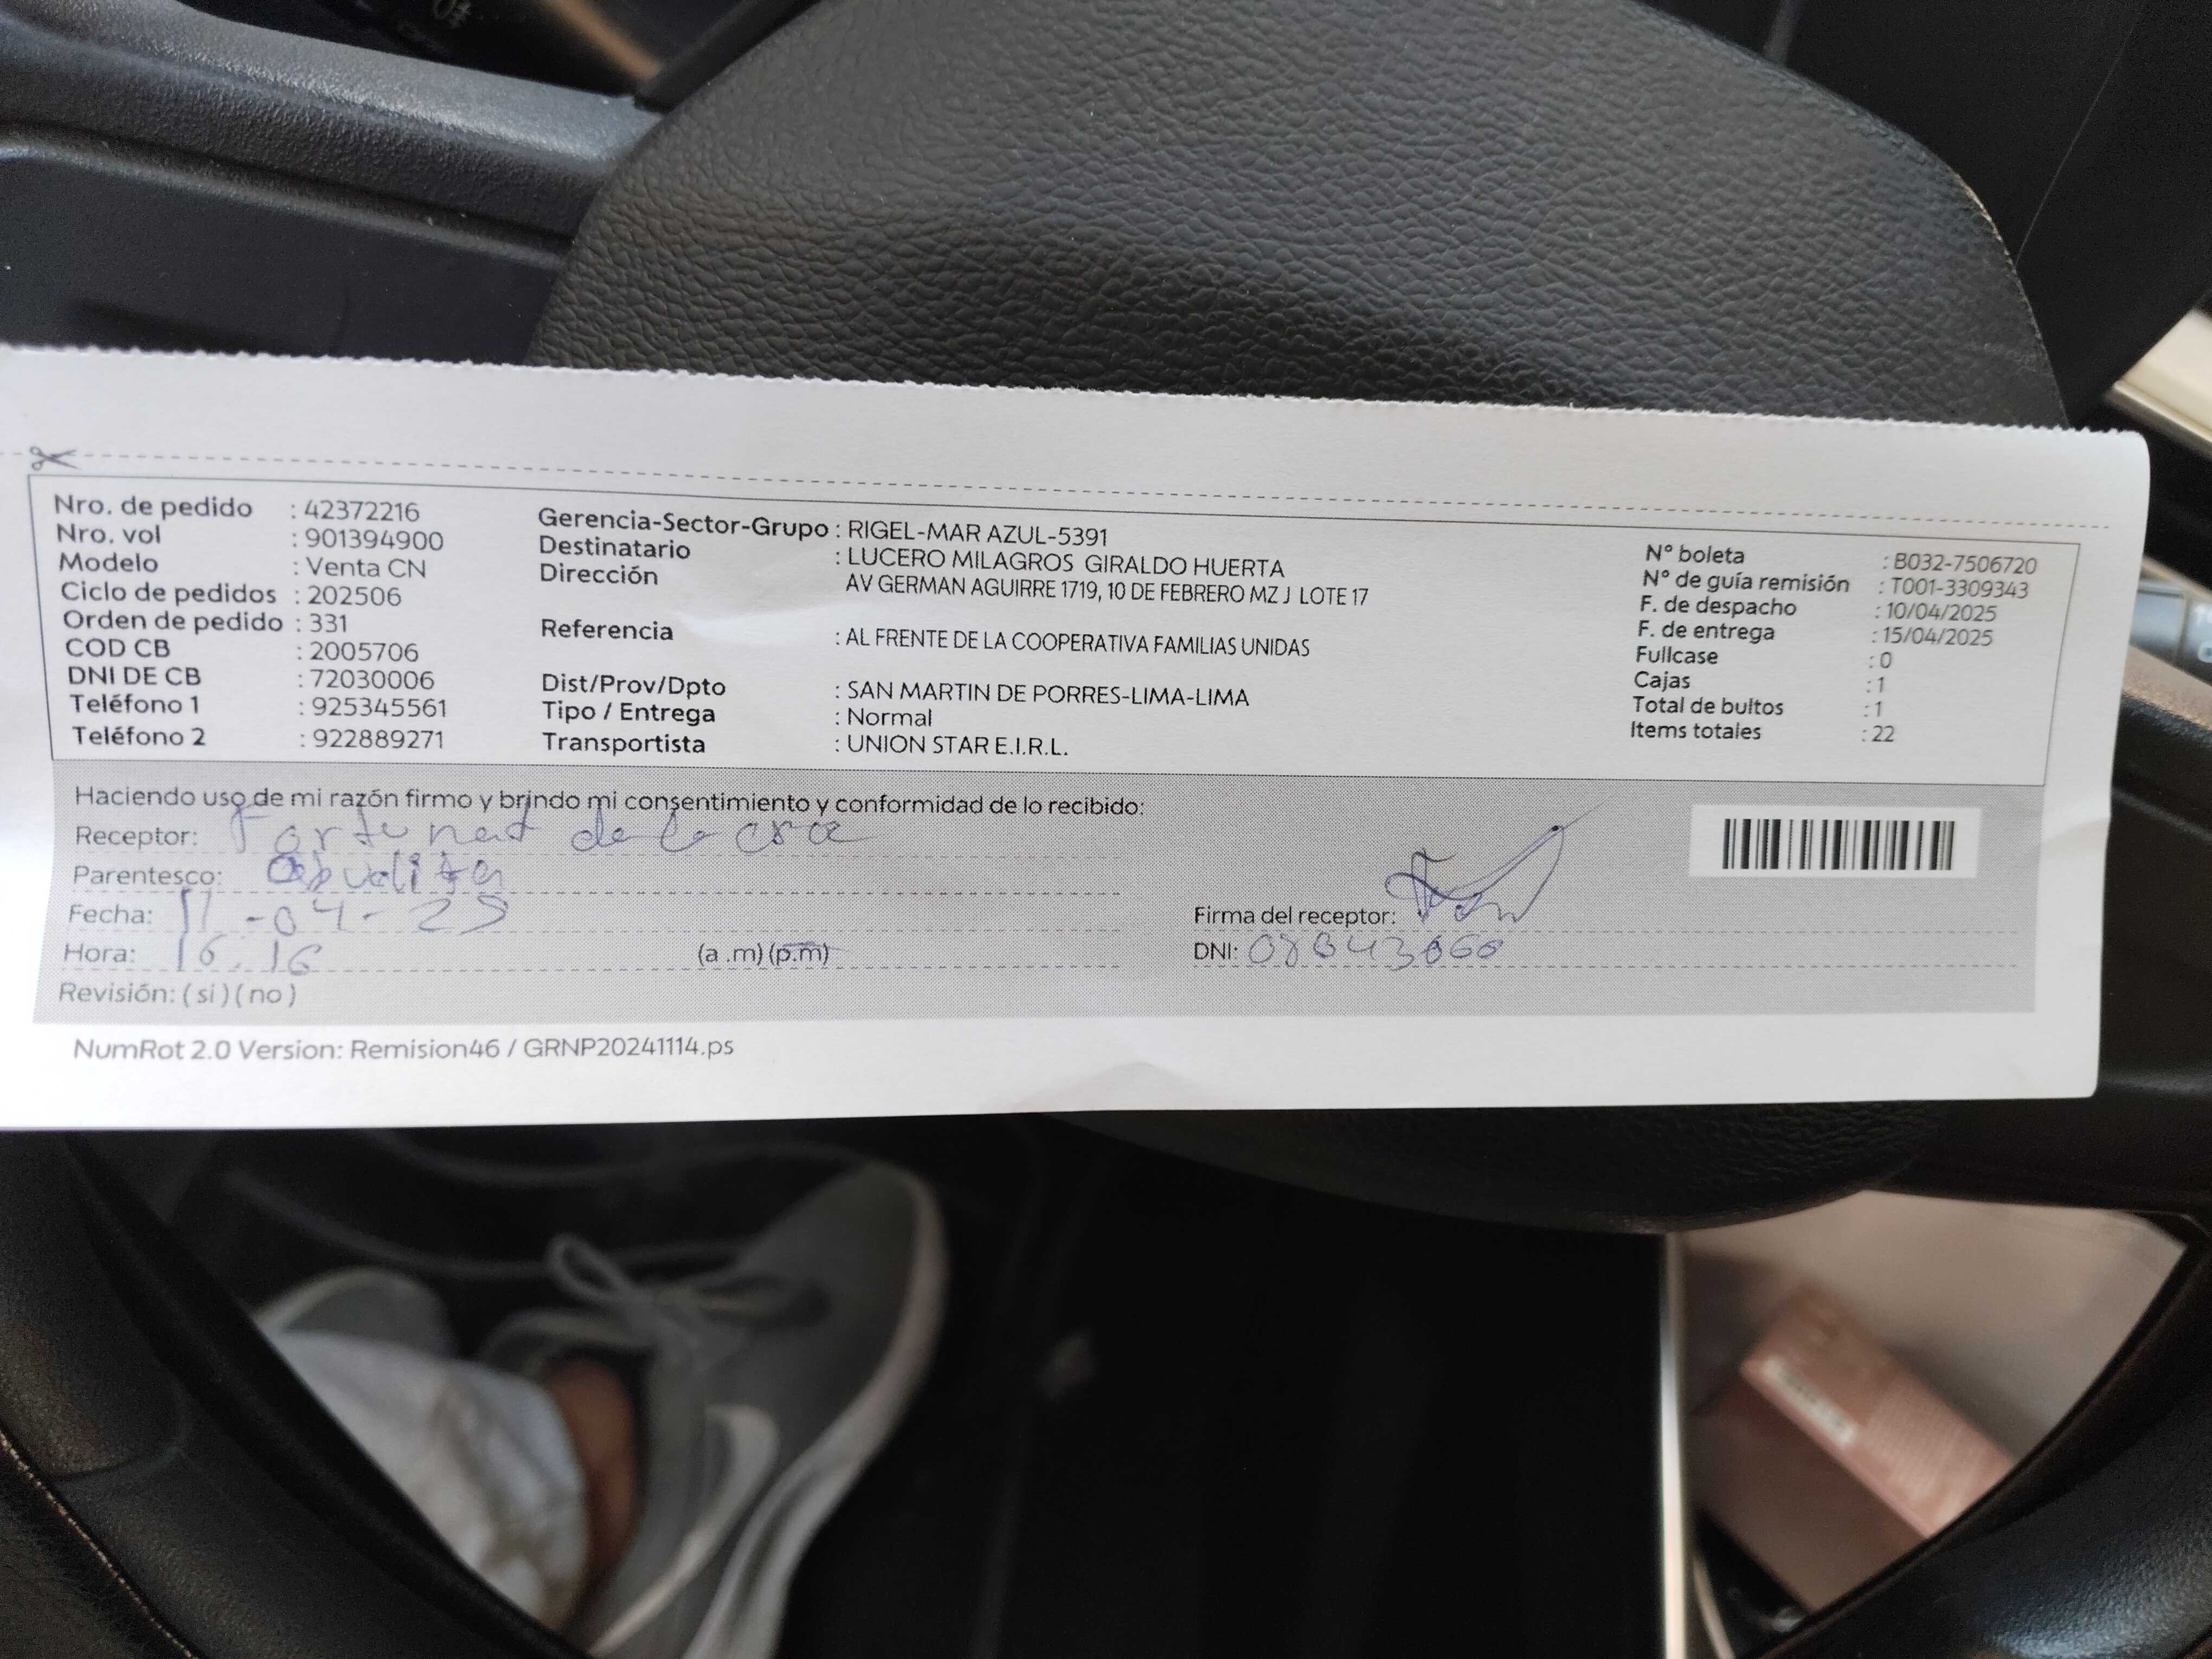 Nro. de pedido : 42372216
Nro. vol : 901394900
Modelo : Venta CN
Ciclo de pedidos : 202506
Orden de pedido : 331
COD CB : 2005706
DNI DE CB : 72030006
Teléfono 1 : 925345561
Teléfono 2 : 922889271
Gerencia-Sector-Grupo : RIGEL-MAR AZUL-5391
Destinatario : LUCERO MILAGROS GIRALDO HUERTA
Dirección AV GERMAN AGUIRRE 1719, 10 DE FEBRERO MZ J LOTE 17
Referencia : AL FRENTE DE LA COOPERATIVA FAMILIAS UNIDAS
Dist/Prov/Dpto : SAN MARTIN DE PORRES-LIMA-LIMA
Tipo / Entrega : Normal
Transportista : UNION STAR E.I.R.L.
N° boleta : B032-7506720
N° de guía remisión : T001-3309343
F. de despacho : 10/04/2025
F. de entrega : 15/04/2025
Fullcase : 0
Cajas : 1
Total de bultos : 1
Items totales : 22
Haciendo uso de mi razón firmo y brindo mi consentimiento y conformidad de lo recibido:
Receptor: de la
Parentesco: abuelita
Fecha: 11-04-25
Hora: 16.16 (a .m) (p.m)
Revisión: ( si ) ( no )
Firma del receptor:
DNI:
NumRot 2.0 Version: Remision46 / GRNP20241114.ps